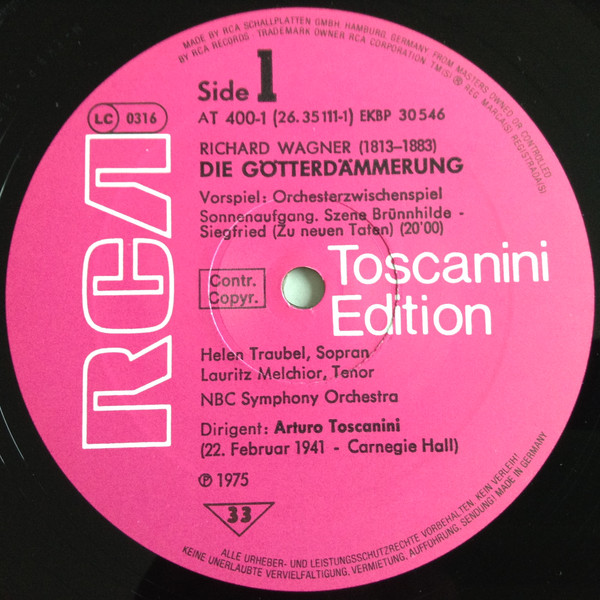 MADE BY RCA SCHALLPLATTEN GMBH, HAMBURG, GERMANY, FROM MASTERS OWNED OR CONTROLLED
BY RCA RECORDS · TRADEMARK OWNER RCA CORPORATION. TM(S) ® REG. MARCA(S) REGISTRADA(S)
Side 1
LC 0316
AT 400-1 (26.35111-1) EKBP 30546
RICHARD WAGNER (1813–1883)
DIE GÖTTERDÄMMERUNG
Vorspiel: Orchesterzwischenspiel
Sonnenaufgang. Szene Brünnhilde -
Siegfried (Zu neuen Taten) (20'00)
RCA
Contr.
Copyr.
Toscanini
Edition
Helen Traubel, Sopran
Lauritz Melchior, Tenor
NBC Symphony Orchestra
Dirigent: Arturo Toscanini
(22. Februar 1941 - Carnegie Hall)
℗ 1975
33
ALLE URHEBER- UND LEISTUNGSSCHUTZRECHTE VORBEHALTEN. KEIN VERLEIH!
KEINE UNERLAUBTE VERVIELFÄLTIGUNG, VERMIETUNG, AUFFÜHRUNG, SENDUNG! MADE IN GERMANY